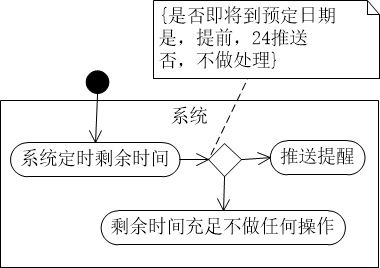 {是否即将到预定日期
是，提前，24推送
否，不做处理}
系统
系统定时剩余时间
推送提醒
剩余时间充足不做任何操作